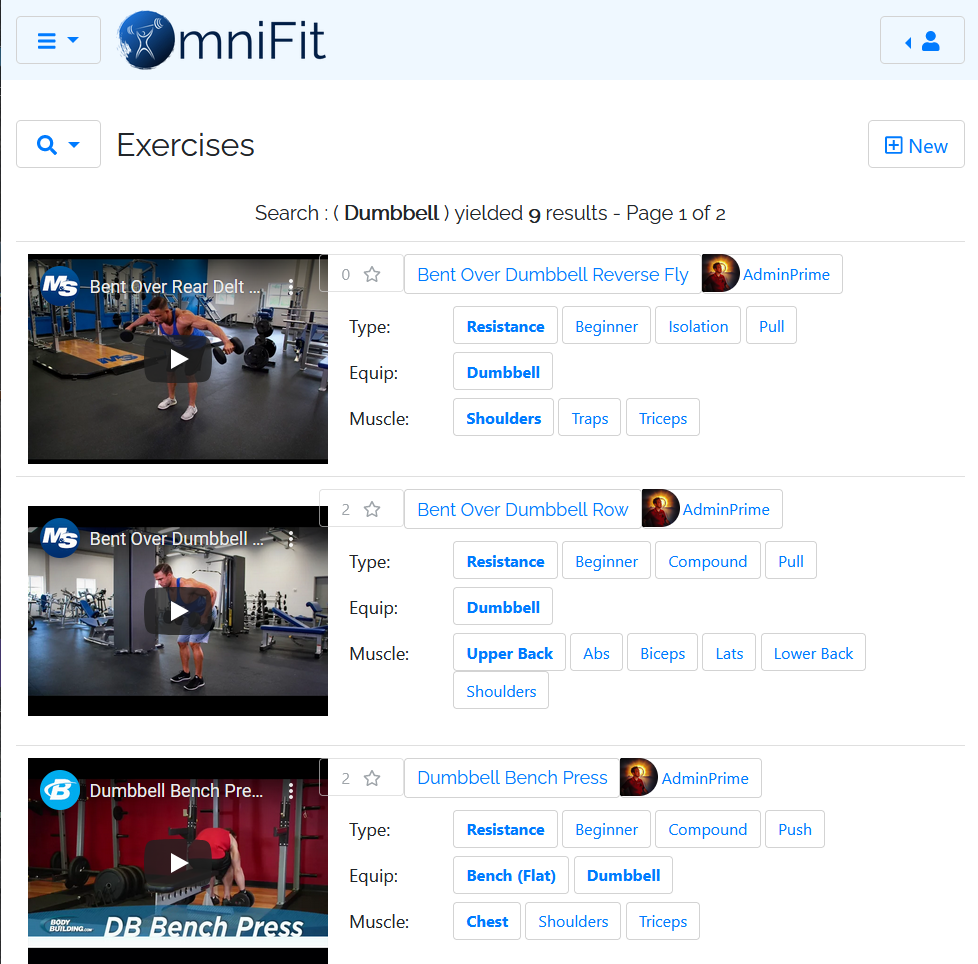 OmniFit
Exercises
New
Search : ( Dumbbell ) yielded 9 results - Page 1 of 2
MS Bent Over Rear Delt ...
0 Bent Over Dumbbell Reverse Fly AdminPrime
Type: Resistance Beginner Isolation Pull
Equip: Dumbbell
Muscle: Shoulders Traps Triceps
2 Bent Over Dumbbell Row AdminPrime
MS Bent Over Dumbbell ...
Type: Resistance Beginner Compound Pull
Equip: Dumbbell
Muscle: Upper Back Abs Biceps Lats Lower Back
Shoulders
2 Dumbbell Bench Press AdminPrime
B Dumbbell Bench Pre...
Type: Resistance Beginner Compound Push
Equip: Bench (Flat) Dumbbell
Muscle: Chest Shoulders Triceps
BODY
BUILDING.com
DB Bench Press